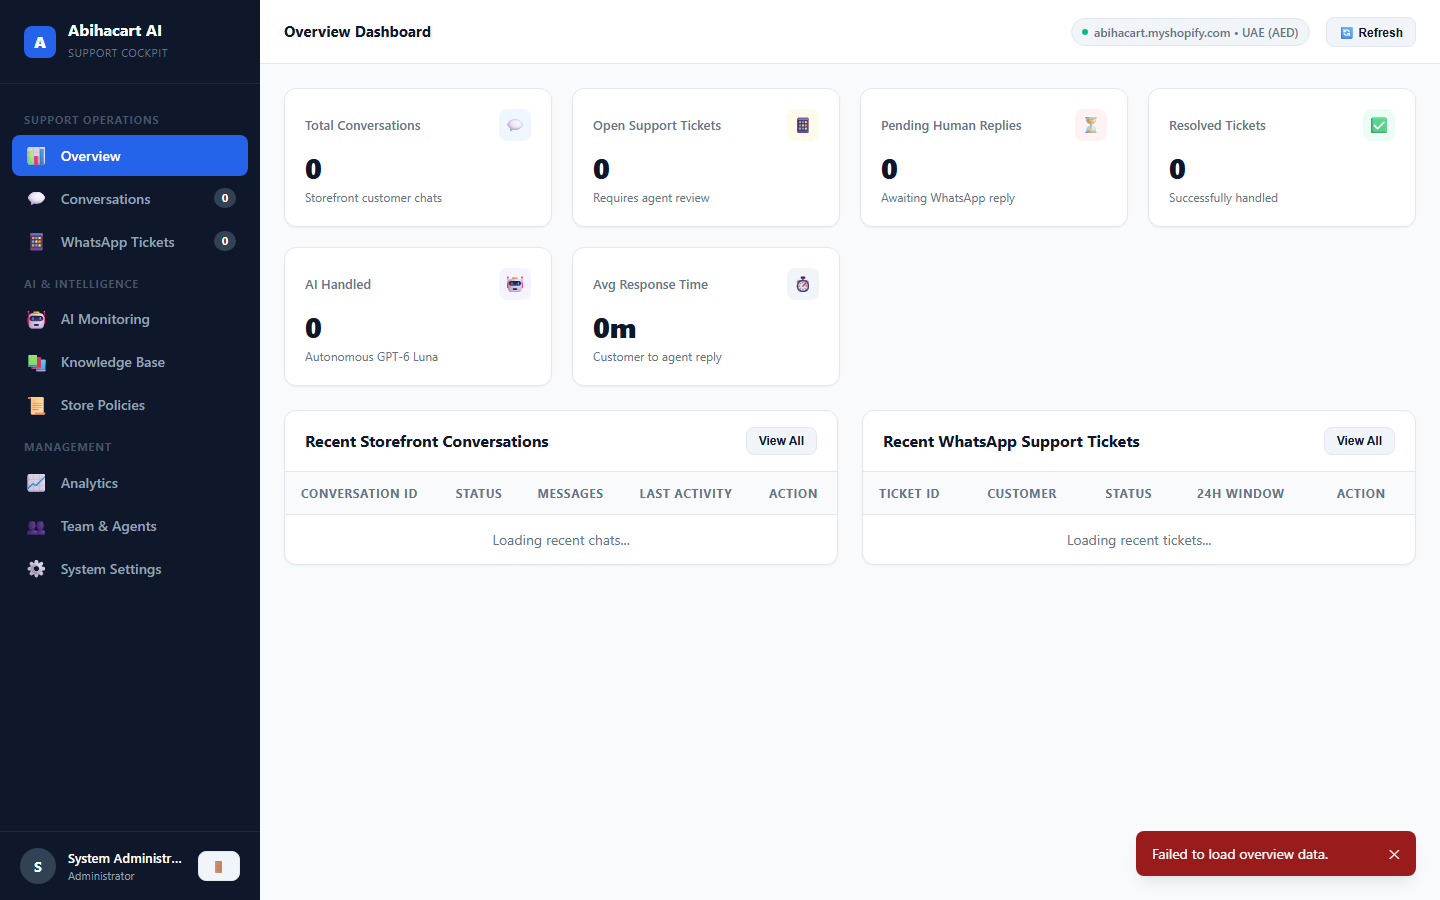 A
Abihacart AI
SUPPORT COCKPIT
SUPPORT OPERATIONS
Overview
Conversations 0
WhatsApp Tickets 0
AI & INTELLIGENCE
AI Monitoring
Knowledge Base
Store Policies
MANAGEMENT
Analytics
Team & Agents
System Settings
S
System Administr...
Administrator
Overview Dashboard
abihacart.myshopify.com • UAE (AED)
Refresh
Total Conversations
0
Storefront customer chats
Open Support Tickets
0
Requires agent review
Pending Human Replies
0
Awaiting WhatsApp reply
Resolved Tickets
0
Successfully handled
AI Handled
0
Autonomous GPT-6 Luna
Avg Response Time
0m
Customer to agent reply
Recent Storefront Conversations
View All
CONVERSATION ID STATUS MESSAGES LAST ACTIVITY ACTION
Loading recent chats...
Recent WhatsApp Support Tickets
View All
TICKET ID CUSTOMER STATUS 24H WINDOW ACTION
Loading recent tickets...
Failed to load overview data.